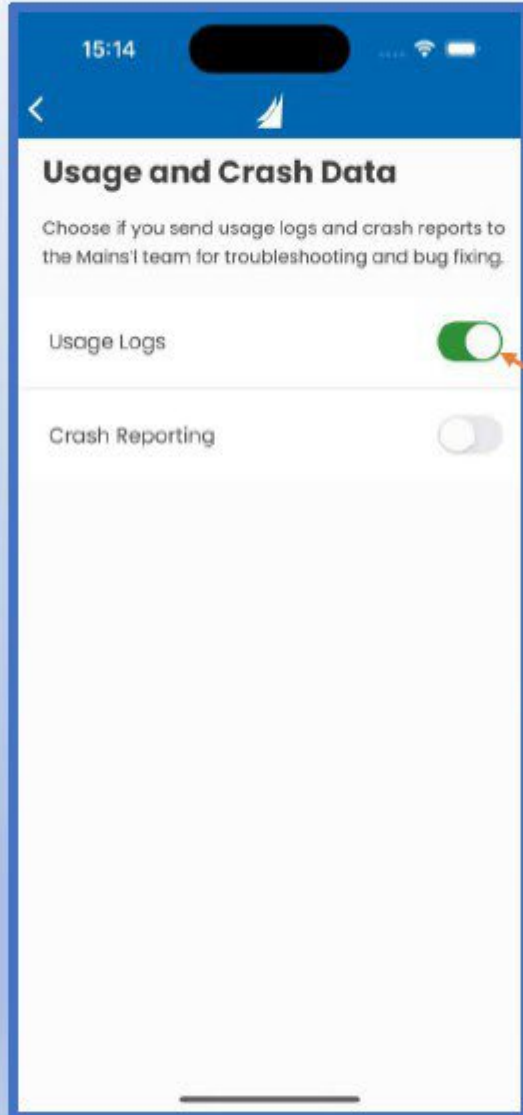 15:14
Usage and Crash Data
Choose if you send usage logs and crash reports to
the Mains'l team for troubleshooting and bug fixing.
Usage Logs
Crash Reporting